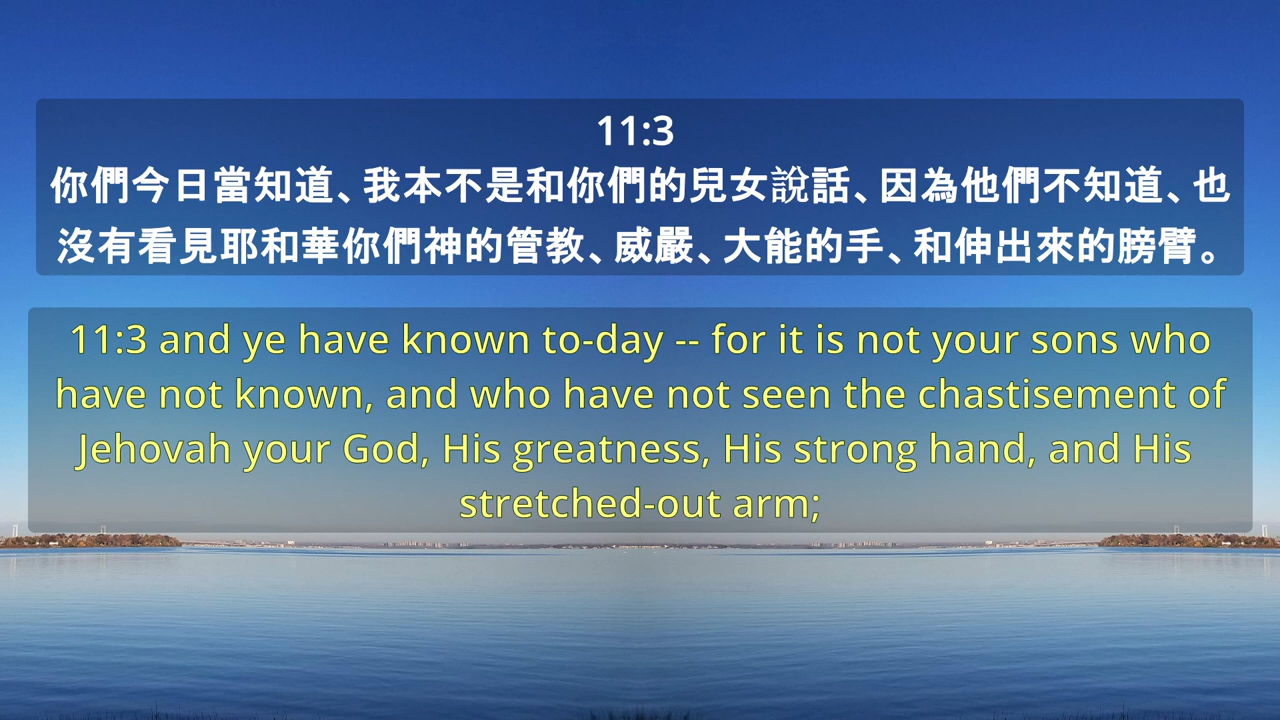 11:3
你們今日當知道、我本不是和你們的兒女說話、因為他們不知道、也
沒有看見耶和華你們神的管教、威嚴、大能的手、和伸出來的膀臂。
11:3 and ye have known to-day -- for it is not your sons who
have not known, and who have not seen the chastisement of
Jehovah your God, His greatness, His strong hand, and His
stretched-out arm;